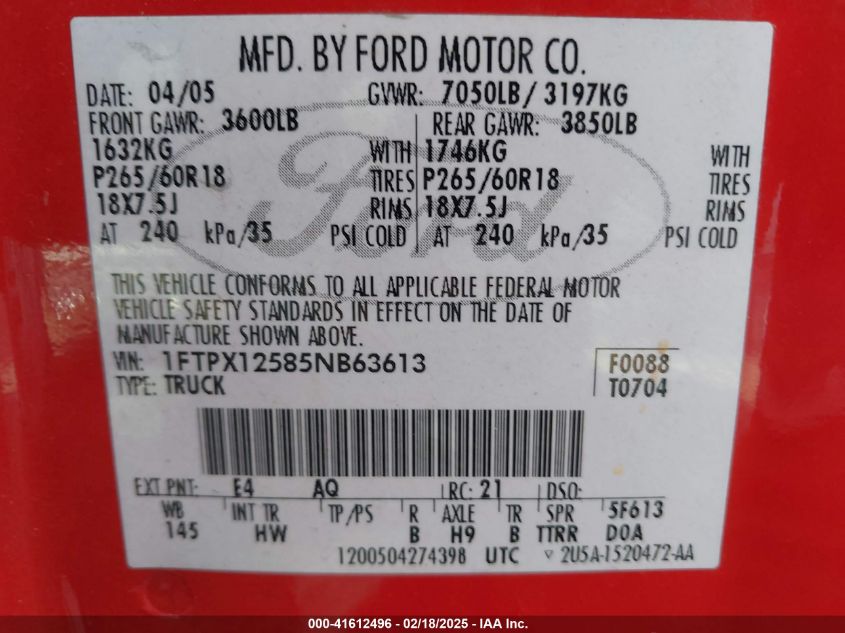 MFD. BY FORD MOTOR CO.
DATE: 04/05 GVWR: 7050LB/3197KG
FRONT GAWR: 3600LB REAR GAWR: 3850LB
1632KG WITH 1746KG WITH
P265/60R18 TIRES P265/60R18 TIRES
18X7.5J RIMS 18X7.5J RIMS
AT 240 kPa/35 PSI COLD AT 240 kPa/35 PSI COLD
Ford
THIS VEHICLE CONFORMS TO ALL APPLICABLE FEDERAL MOTOR
VEHICLE SAFETY STANDARDS IN EFFECT ON THE DATE OF
MANUFACTURE SHOWN ABOVE.
VIN: 1FTPX12585NB63613 F0088
TYPE: TRUCK T0704
EXT PNT: E4 AQ RC: 21 DSO:
WB INT TR TP/PS R AXLE TR SPR 5F613
145 HW B H9 B TTRR DOA
1200504274398 UTC ▽ 2U5A-1520472-AA
000-41612496 - 02/18/2025 - IAA Inc.